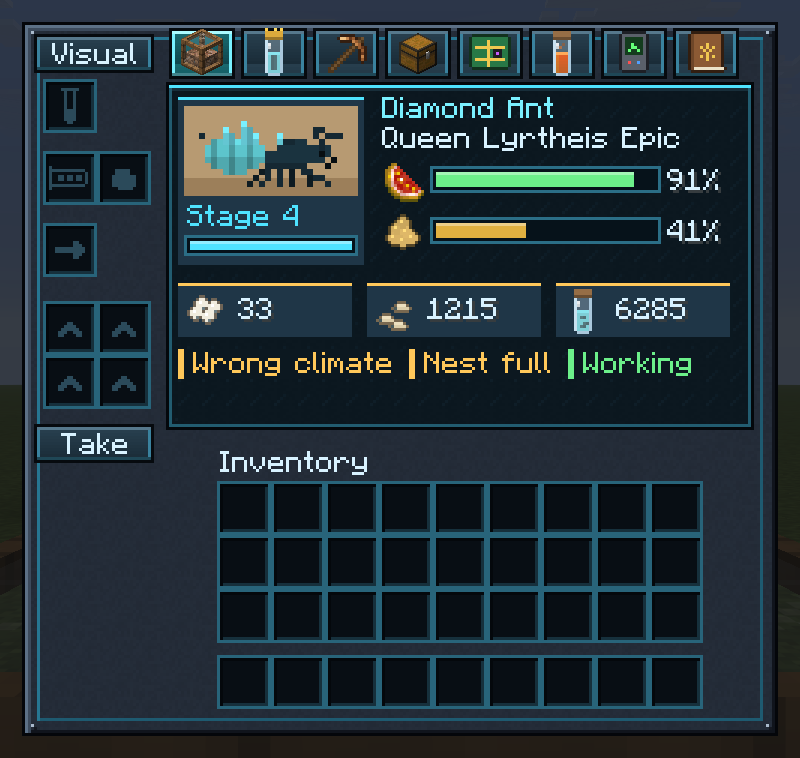 Visual
Diamond Ant
Queen Lyrtheis Epic
91%
Stage 4
41%
33
1215
6285
Wrong climate
Nest full
Working
Take
Inventory